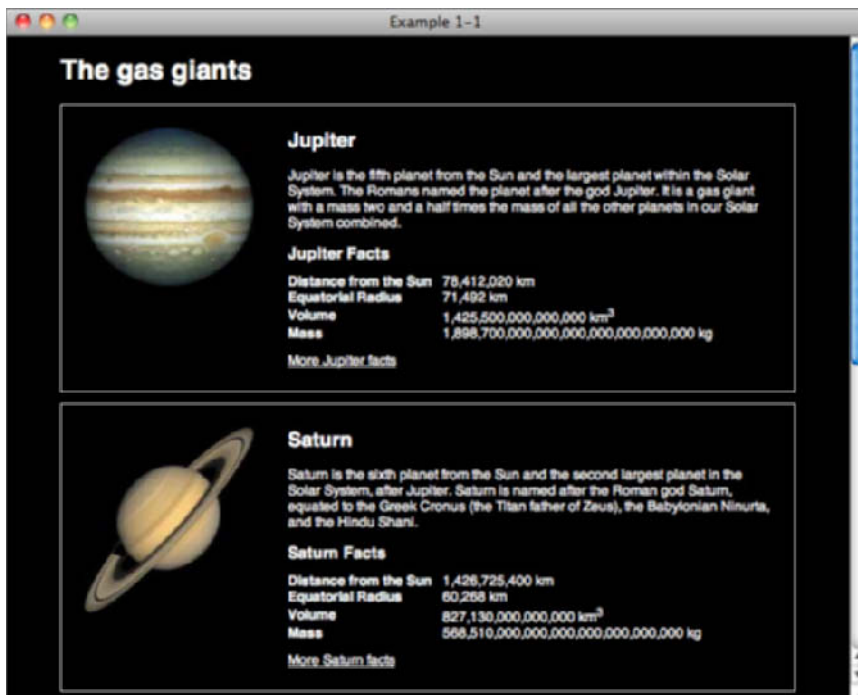 Example 1-1
The gas giants
Jupiter
Jupiter is the fifth planet from the Sun and the largest planet within the Solar
System. The Romans named the planet after the god Jupiter. It is a gas giant
with a mass two and a half times the mass of all the other planets in our Solar
System combined.
Jupiter Facts
Distance from the Sun 78,412,020 km
Equatorial Radius 71,492 km
Volume 1,425,500,000,000,000 km³
Mass 1,898,700,000,000,000,000,000,000,000 kg
More Jupiter facts
Saturn
Saturn is the sixth planet from the Sun and the second largest planet in the
Solar System, after Jupiter. Saturn is named after the Roman god Saturn,
equated to the Greek Cronus (the Titan father of Zeus), the Babylonian Ninurta,
and the Hindu Shani.
Saturn Facts
Distance from the Sun 1,426,725,400 km
Equatorial Radius 60,268 km
Volume 827,130,000,000,000 km³
Mass 568,510,000,000,000,000,000,000,000 kg
More Saturn facts